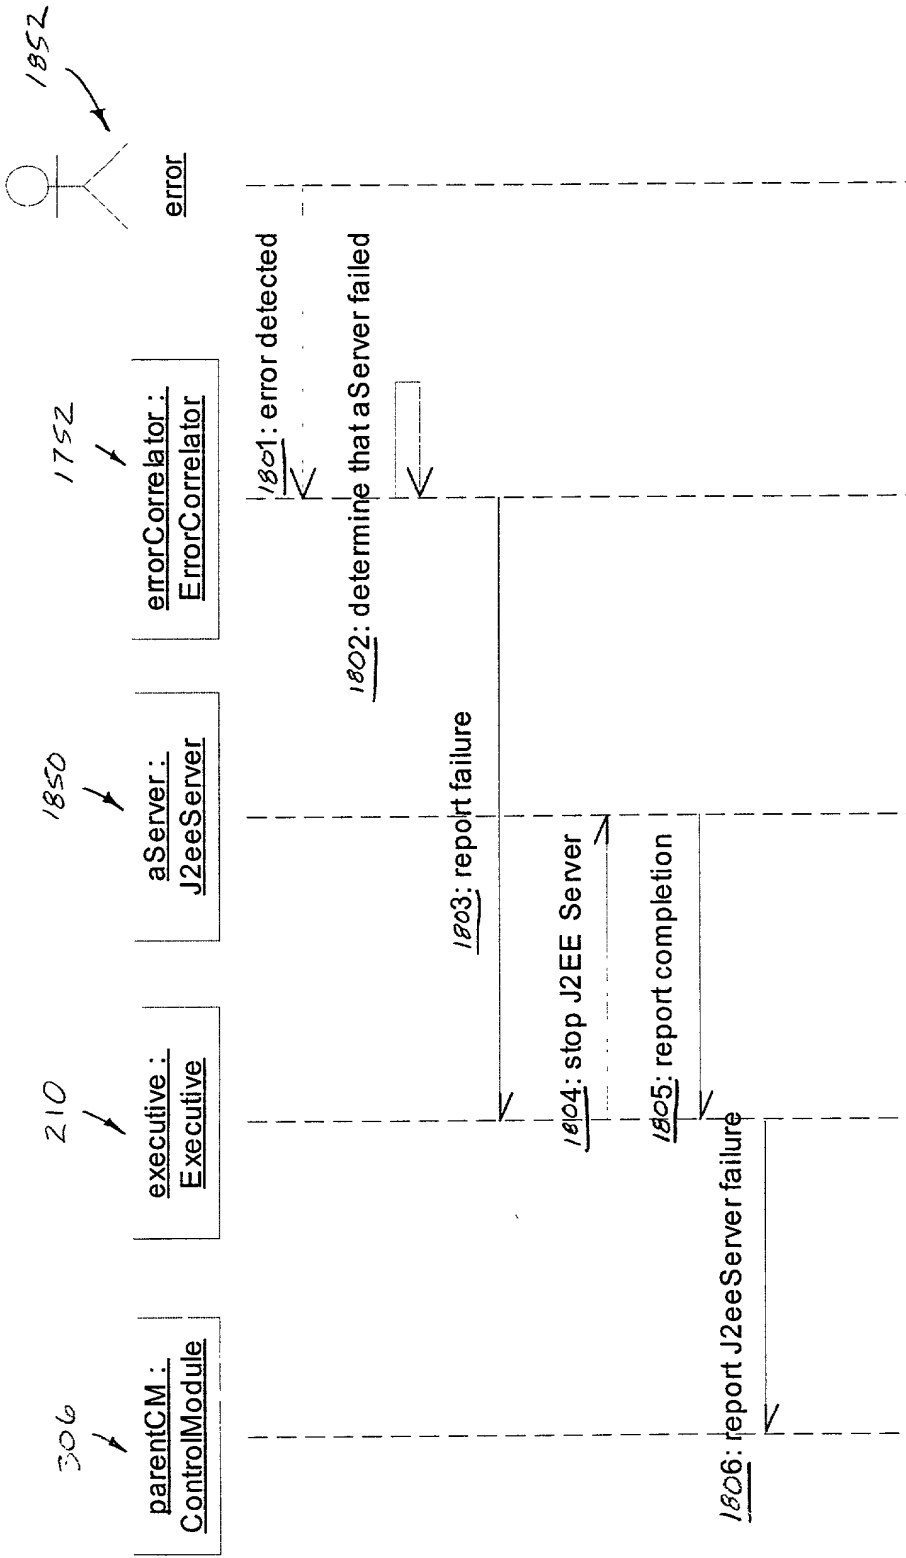 306
210
1850
1752
1852
parentCM :
ControlModule
executive :
Executive
aServer :
J2eeServer
errorCorrelator :
ErrorCorrelator
error
1801: error detected
1802: determine that aServer failed
1803: report failure
1804: stop J2EE Server
1805: report completion
1806: report J2eeServer failure